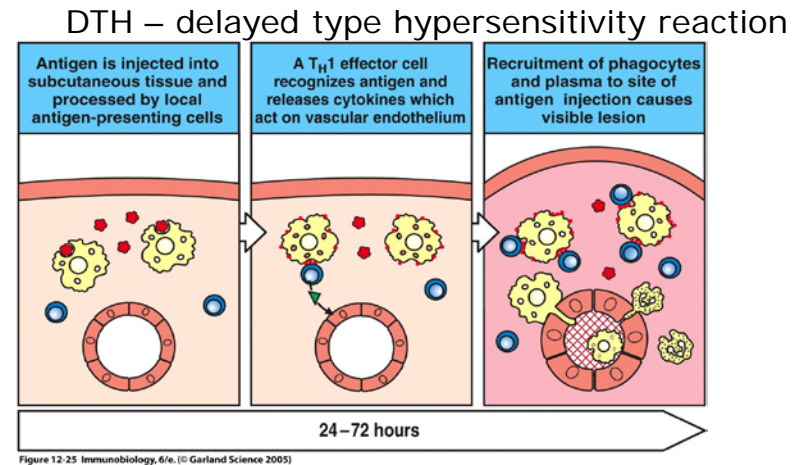 DTH – delayed type hypersensitivity reaction
Antigen is injected into
subcutaneous tissue and
processed by local
antigen-presenting cells
A TH1 effector cell
recognizes antigen and
releases cytokines which
act on vascular endothelium
Recruitment of phagocytes
and plasma to site of
antigen injection causes
visible lesion
24–72 hours
Figure 12-25 Immunobiology, 6/e. (© Garland Science 2005)